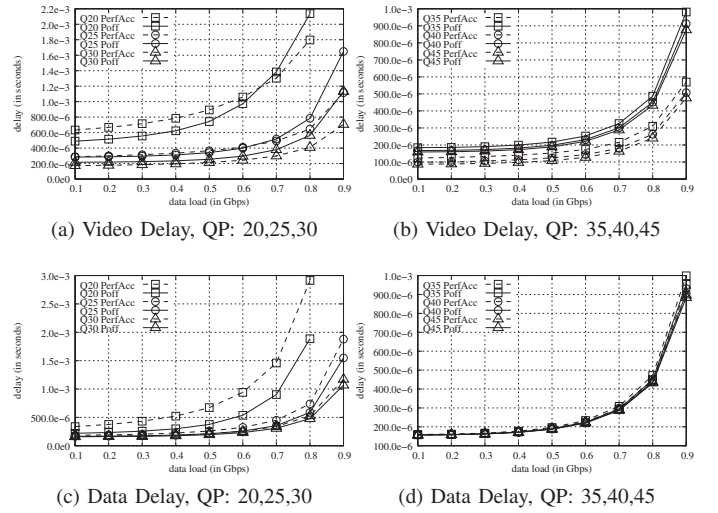 2.2e−3
2.0e−3
1.8e−3
1.6e−3
1.4e−3
1.2e−3
1.0e−3
800.0e−6
600.0e−6
400.0e−6
200.0e−6
0.0e0
delay (in seconds)
Q20 PerfAcc
Q20 Poff
Q25 PerfAcc
Q25 Poff
Q30 PerfAcc
Q30 Poff
0.1 0.2 0.3 0.4 0.5 0.6 0.7 0.8 0.9
data load (in Gbps)
(a) Video Delay, QP: 20,25,30
1.0e−3
900.0e−6
800.0e−6
700.0e−6
600.0e−6
500.0e−6
400.0e−6
300.0e−6
200.0e−6
100.0e−6
0.0e0
delay (in seconds)
Q35 PerfAcc
Q35 Poff
Q40 PerfAcc
Q40 Poff
Q45 PerfAcc
Q45 Poff
0.1 0.2 0.3 0.4 0.5 0.6 0.7 0.8 0.9
data load (in Gbps)
(b) Video Delay, QP: 35,40,45
3.0e−3
2.5e−3
2.0e−3
1.5e−3
1.0e−3
500.0e−6
0.0e0
delay (in seconds)
Q20 PerfAcc
Q20 Poff
Q25 PerfAcc
Q25 Poff
Q30 PerfAcc
Q30 Poff
0.1 0.2 0.3 0.4 0.5 0.6 0.7 0.8 0.9
data load (in Gbps)
(c) Data Delay, QP: 20,25,30
1.0e−3
900.0e−6
800.0e−6
700.0e−6
600.0e−6
500.0e−6
400.0e−6
300.0e−6
200.0e−6
100.0e−6
delay (in seconds)
Q35 PerfAcc
Q35 Poff
Q40 PerfAcc
Q40 Poff
Q45 PerfAcc
Q45 Poff
0.1 0.2 0.3 0.4 0.5 0.6 0.7 0.8 0.9
data load (in Gbps)
(d) Data Delay, QP: 35,40,45